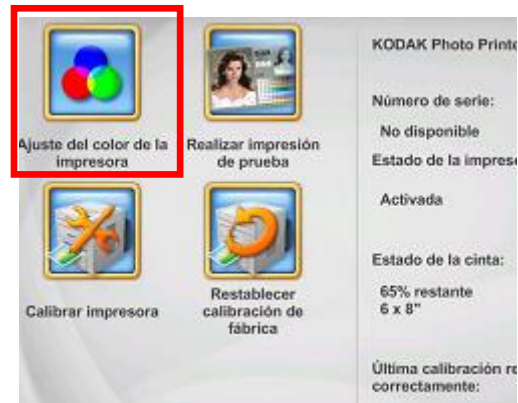 Ajuste del color de la
impresora
Realizar impresión
de prueba
Calibrar impresora
Restablecer
calibración de
fábrica
KODAK Photo
Número de serie:
No disponible
Estado de la
Activada
Estado de la cinta:
65% restante
6 x 8"
Última calibración
correctamente: